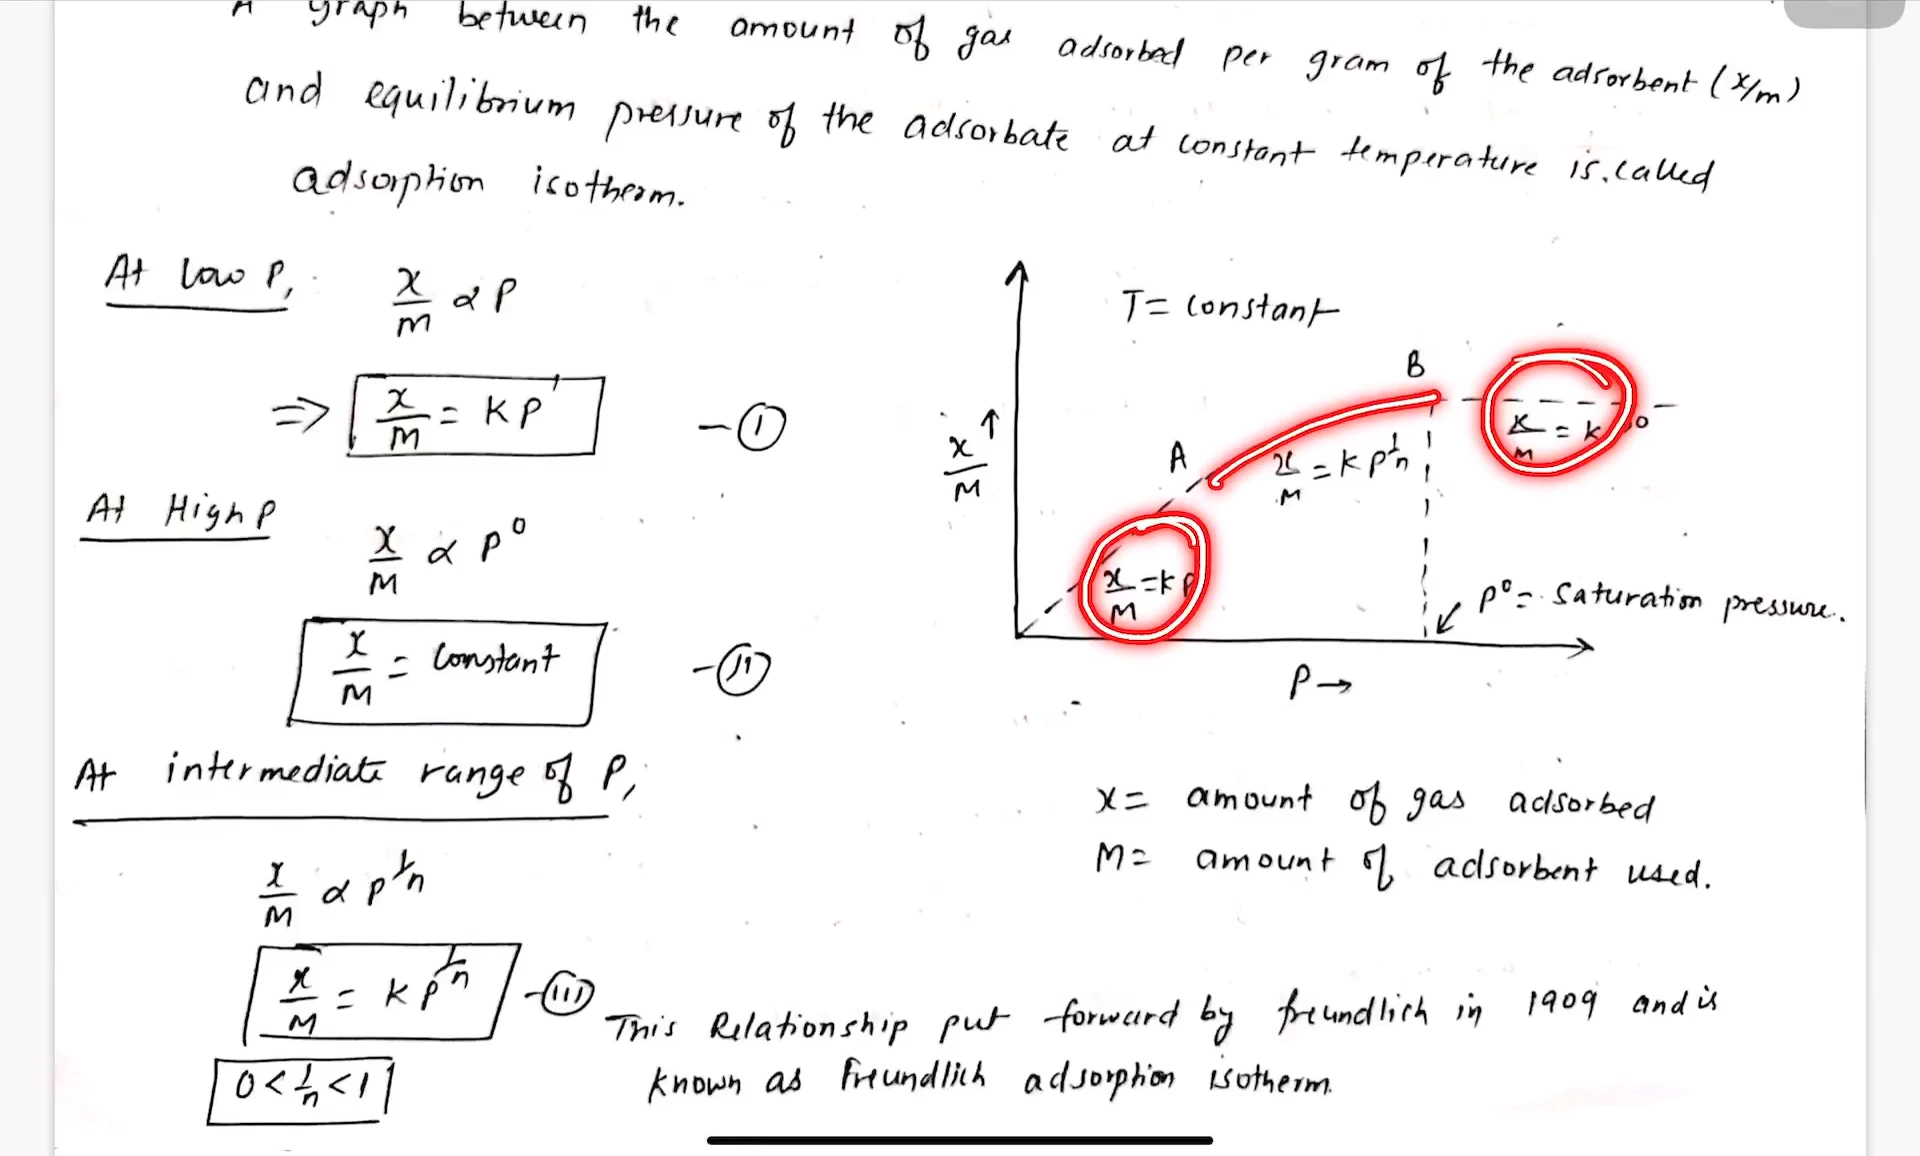 A graph between the amount of gas adsorbed per gram of the adsorbent (x/m)
and equilibrium pressure of the adsorbate at constant temperature is called
adsorption isotherm.
At low P,
x/m ∝ P
⇒ x/m = KP' -(I)
At High P
x/m ∝ P⁰
x/m = constant -(II)
At intermediate range of P,
x/m ∝ P^1/n
x/m = K P^1/n -(III)
0 < 1/n < 1
This Relationship put forward by freundlich in 1909 and is
known as Freundlich adsorption isotherm.
T = constant
B
A
x/m ↑
x/m = K P^1/n
x/m = K
0
x/m = K P
P⁰ = Saturation pressure.
P→
x = amount of gas adsorbed
M = amount of adsorbent used.